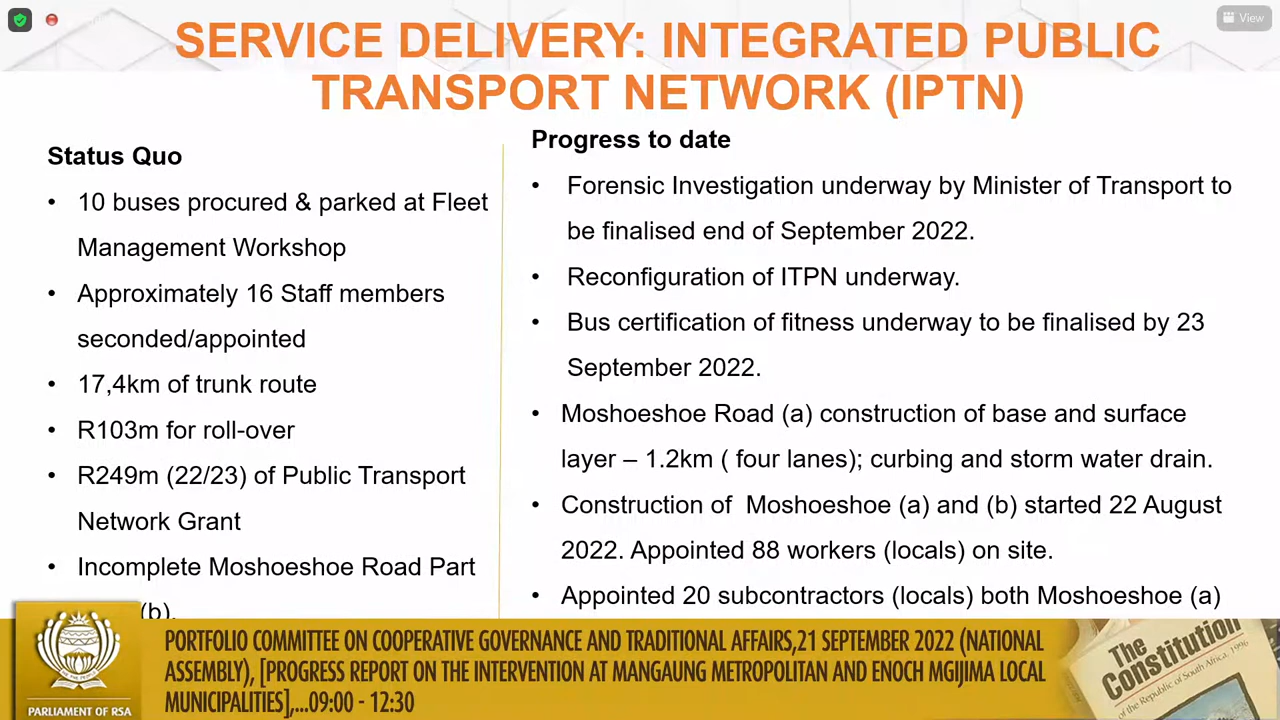 View
SERVICE DELIVERY: INTEGRATED PUBLIC
TRANSPORT NETWORK (IPTN)
Status Quo
• 10 buses procured & parked at Fleet
Management Workshop
• Approximately 16 Staff members
seconded/appointed
• 17,4km of trunk route
• R103m for roll-over
• R249m (22/23) of Public Transport
Network Grant
• Incomplete Moshoeshoe Road Part
(b).
Progress to date
• Forensic Investigation underway by Minister of Transport to
be finalised end of September 2022.
• Reconfiguration of ITPN underway.
• Bus certification of fitness underway to be finalised by 23
September 2022.
• Moshoeshoe Road (a) construction of base and surface
layer – 1.2km ( four lanes); curbing and storm water drain.
• Construction of Moshoeshoe (a) and (b) started 22 August
2022. Appointed 88 workers (locals) on site.
• Appointed 20 subcontractors (locals) both Moshoeshoe (a)
PORTFOLIO COMMITTEE ON COOPERATIVE GOVERNANCE AND TRADITIONAL AFFAIRS,21 SEPTEMBER 2022 (NATIONAL
ASSEMBLY), [PROGRESS REPORT ON THE INTERVENTION AT MANGAUNG METROPOLITAN AND ENOCH MGIJIMA LOCAL
MUNICIPALITIES],...09:00 - 12:30
PARLIAMENT OF RSA
The
Constitution
of the Republic of South Africa, 1996